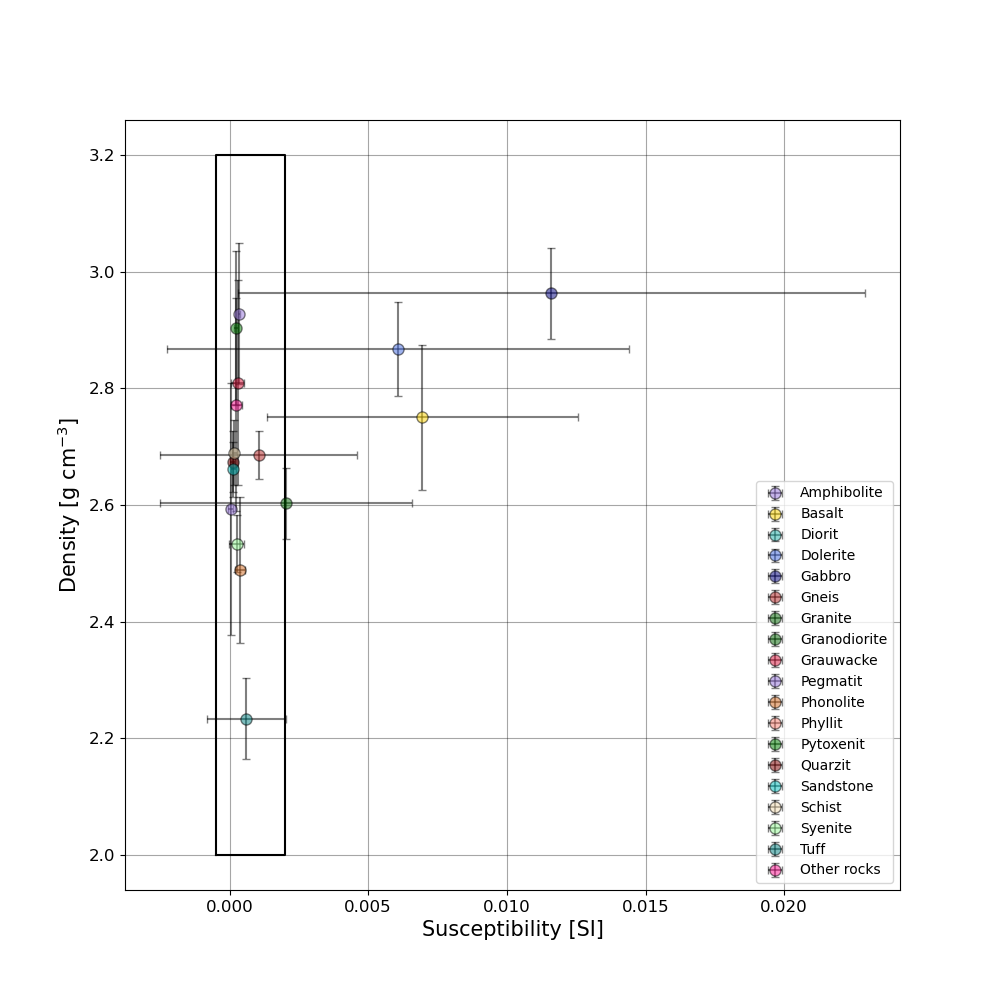 3.2
3.0
2.8
2.6
2.4
2.2
2.0
Density [g cm⁻³]
0.000 0.005 0.010 0.015 0.020
Susceptibility [SI]
Amphibolite
Basalt
Diorit
Dolerite
Gabbro
Gneis
Granite
Granodiorite
Grauwacke
Pegmatit
Phonolite
Phyllit
Pytoxenit
Quarzit
Sandstone
Schist
Syenite
Tuff
Other rocks